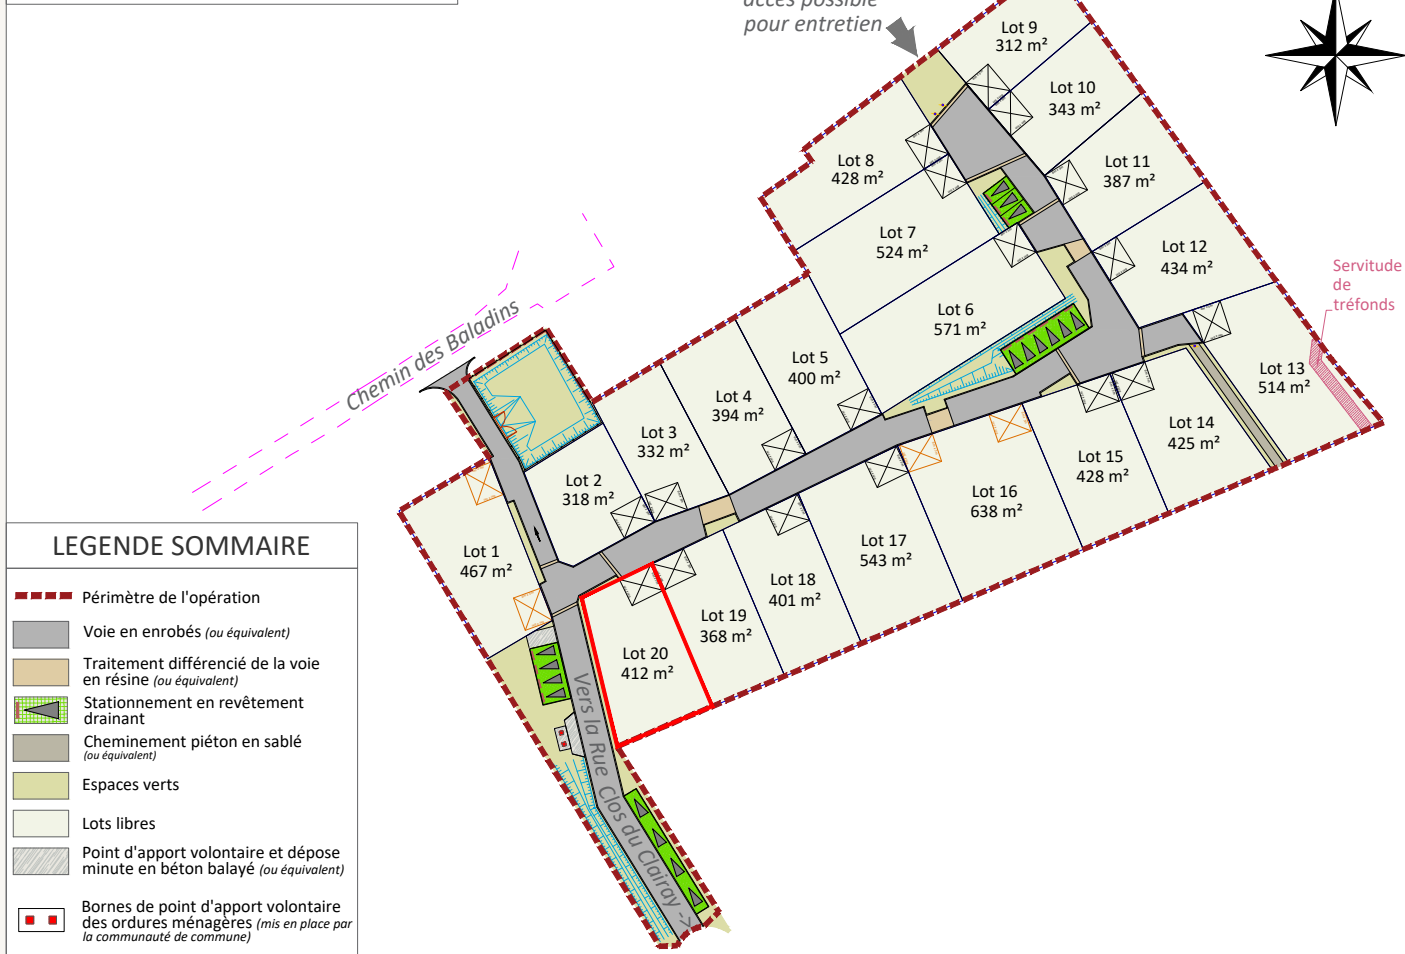 accès possible
pour entretien
Lot 9
312 m²
Lot 10
343 m²
Lot 11
387 m²
Lot 8
428 m²
Lot 7
524 m²
Lot 12
434 m²
Servitude
de
tréfonds
Lot 6
571 m²
Chemin des Baladins
Lot 5
400 m²
Lot 13
514 m²
Lot 4
394 m²
Lot 3
332 m²
Lot 14
425 m²
Lot 15
428 m²
Lot 2
318 m²
Lot 16
638 m²
Lot 1
467 m²
Lot 17
543 m²
Lot 18
401 m²
Lot 19
368 m²
Lot 20
412 m²
Vers la Rue Clos du Clairay ->
LEGENDE SOMMAIRE
Périmètre de l'opération
Voie en enrobés (ou équivalent)
Traitement différencié de la voie
en résine (ou équivalent)
Stationnement en revêtement
drainant
Cheminement piéton en sablé
(ou équivalent)
Espaces verts
Lots libres
Point d'apport volontaire et dépose
minute en béton balayé (ou équivalent)
Bornes de point d'apport volontaire
des ordures ménagères (mis en place par
la communauté de commune)